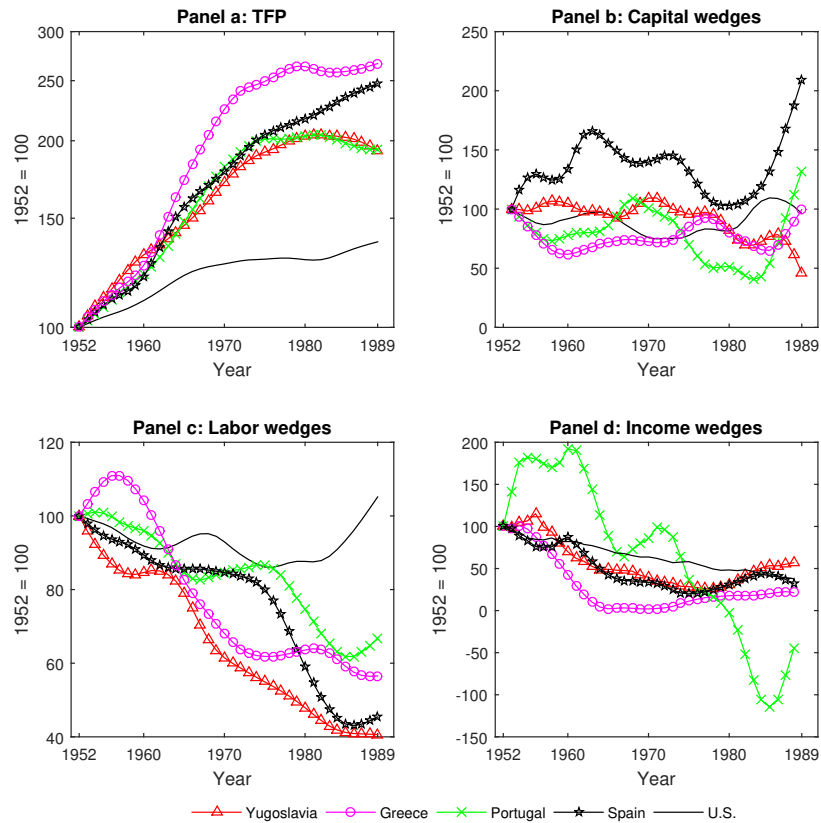 Panel a: TFP
300
250
200
150
100
1952 = 100
1952 1960 1970 1980 1989
Year
Panel b: Capital wedges
250
200
150
100
50
0
1952 = 100
1952 1960 1970 1980 1989
Year
Panel c: Labor wedges
120
100
80
60
40
1952 = 100
1952 1960 1970 1980 1989
Year
Panel d: Income wedges
200
150
100
50
0
-50
-100
-150
1952 = 100
1952 1960 1970 1980 1989
Year
Yugoslavia Greece Portugal Spain U.S.